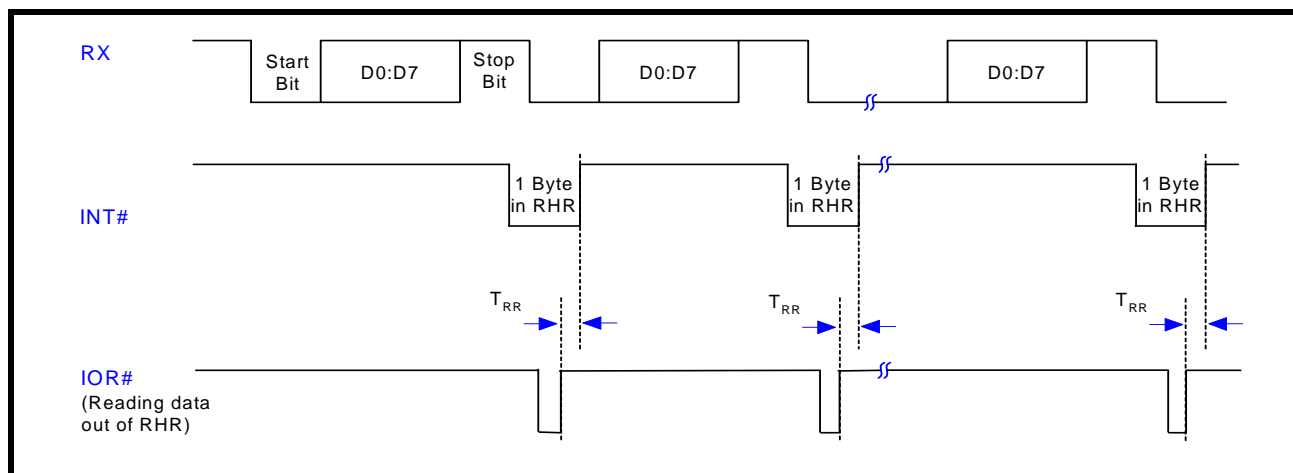 RX
Start
Bit
D0:D7
Stop
Bit
D0:D7
D0:D7
INT#
1 Byte
in RHR
1 Byte
in RHR
1 Byte
in RHR
TRR
TRR
TRR
IOR#
(Reading data
out of RHR)